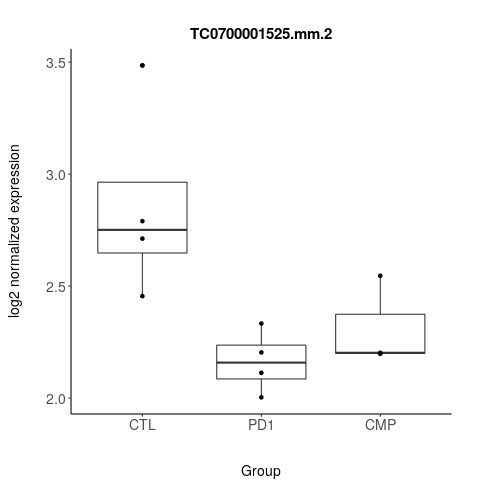 TC0700001525.mm.2
log2 normalized expression
3.5
3.0
2.5
2.0
CTL PD1 CMP
Group